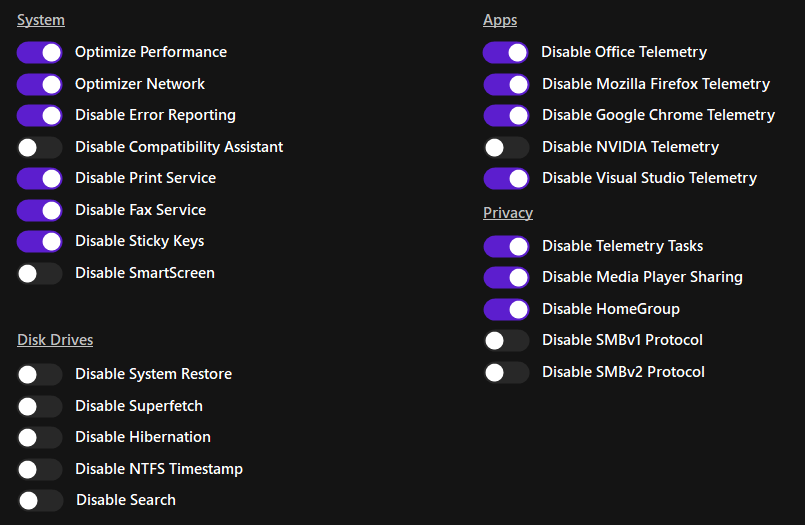 System
Optimize Performance
Optimizer Network
Disable Error Reporting
Disable Compatibility Assistant
Disable Print Service
Disable Fax Service
Disable Sticky Keys
Disable SmartScreen
Disk Drives
Disable System Restore
Disable Superfetch
Disable Hibernation
Disable NTFS Timestamp
Disable Search
Apps
Disable Office Telemetry
Disable Mozilla Firefox Telemetry
Disable Google Chrome Telemetry
Disable NVIDIA Telemetry
Disable Visual Studio Telemetry
Privacy
Disable Telemetry Tasks
Disable Media Player Sharing
Disable HomeGroup
Disable SMBv1 Protocol
Disable SMBv2 Protocol